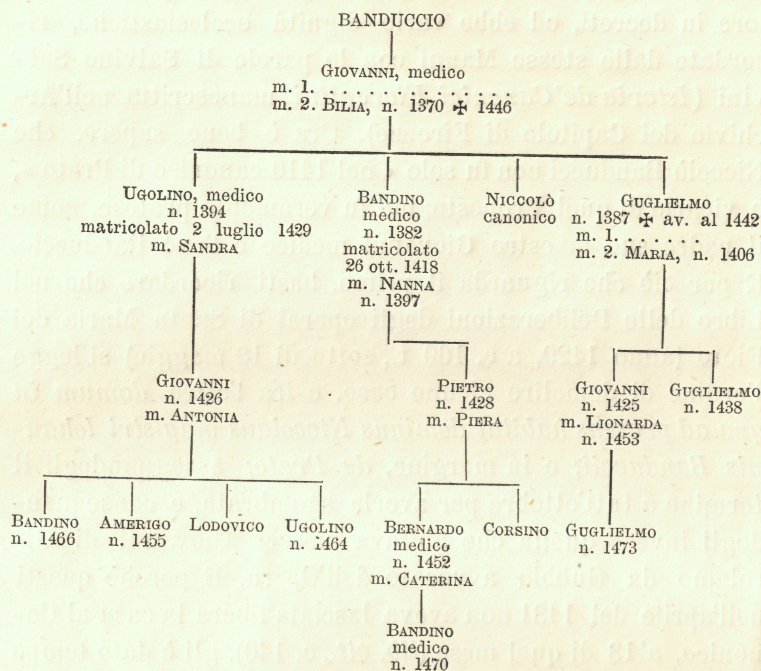 BANDUCCIO
GIOVANNI, medico
m. 1. . . . . . . . . . . . .
m. 2. BILIA, n. 1370 ✠ 1446
UGOLINO, medico
n. 1394
matricolato 2 luglio 1429
m. SANDRA
BANDINO
medico
n. 1382
matricolato
26 ott. 1418
m. NANNA
n. 1397
NICCOLÒ
canonico
GUGLIELMO
n. 1387 ✠ av. al 1442
m. 1. . . . . . . . .
m. 2. MARIA, n. 1406
GIOVANNI
n. 1426
m. ANTONIA
PIETRO
n. 1428
m. PIERA
GIOVANNI
n. 1425
m. LIONARDA
n. 1453
GUGLIELMO
n. 1438
BANDINO
n. 1466
AMERIGO
n. 1455
LODOVICO
UGOLINO
n. 1464
BERNARDO
medico
n. 1452
m. CATERINA
CORSINO
GUGLIELMO
n. 1473
BANDINO
medico
n. 1470